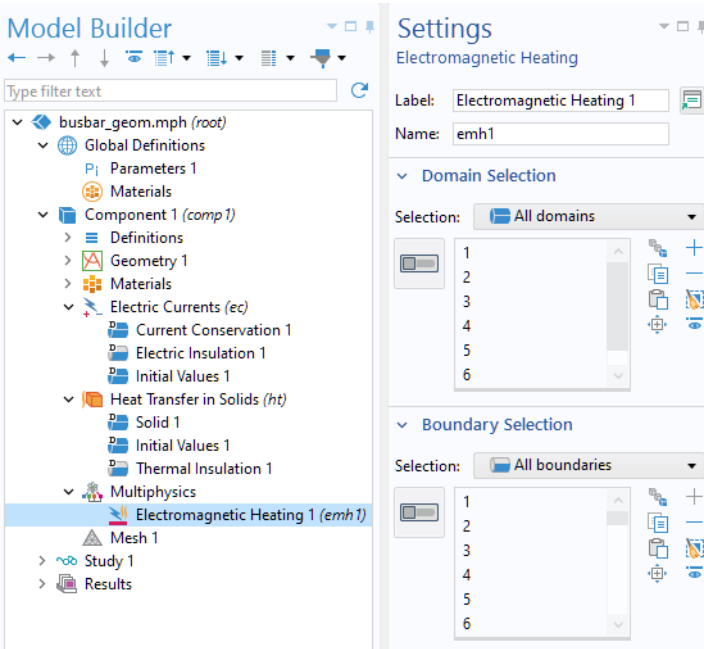 Model Builder
Type filter text
busbar_geom.mph (root)
Global Definitions
Pi Parameters 1
Materials
Component 1 (comp1)
Definitions
Geometry 1
Materials
Electric Currents (ec)
D Current Conservation 1
D Electric Insulation 1
D Initial Values 1
Heat Transfer in Solids (ht)
D Solid 1
D Initial Values 1
D Thermal Insulation 1
Multiphysics
Electromagnetic Heating 1 (emh1)
Mesh 1
Study 1
Results
Settings
Electromagnetic Heating
Label: Electromagnetic Heating 1
Name: emh1
Domain Selection
Selection: All domains
1
2
3
4
5
6
Boundary Selection
Selection: All boundaries
1
2
3
4
5
6